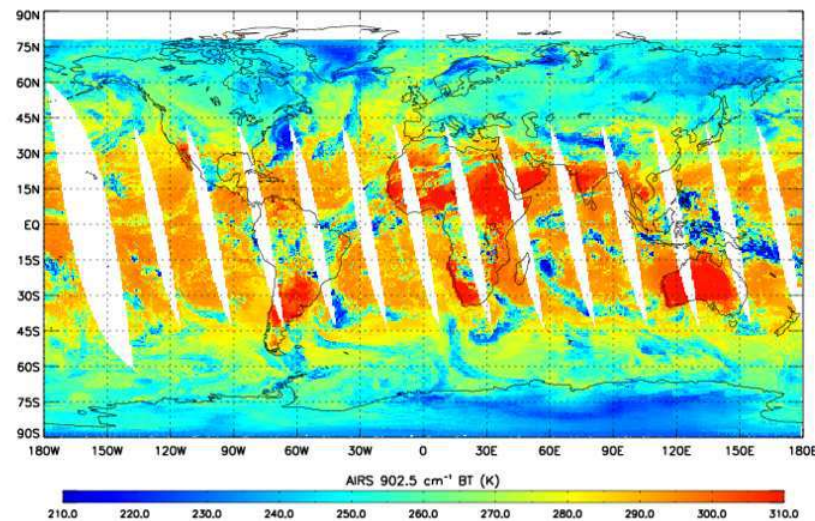 90N
75N
60N
45N
30N
15N
EQ
15S
30S
45S
60S
75S
90S
180W 150W 120W 90W 60W 30W 0 30E 60E 90E 120E 150E 180E
AIRS 902.5 cm⁻¹ BT (K)
210.0 220.0 230.0 240.0 250.0 260.0 270.0 280.0 290.0 300.0 310.0